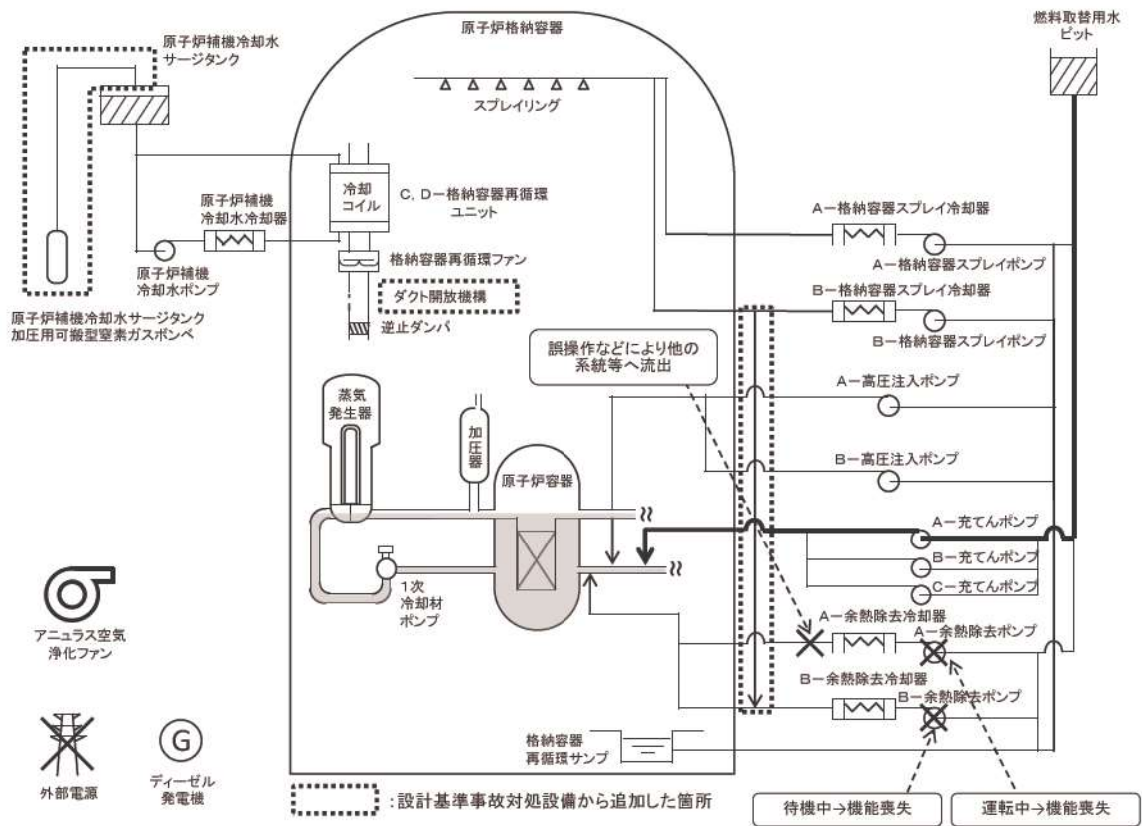 原子炉補機冷却水
サージタンク
原子炉格納容器
燃料取替用水
ピット
スプレイリング
冷却
コイル
C, D－格納容器再循環
ユニット
原子炉補機
冷却水冷却器
格納容器再循環ファン
原子炉補機
冷却水ポンプ
ダクト開放機構
逆止ダンパ
原子炉補機冷却水サージタンク
加圧用可搬型窒素ガスボンベ
A－格納容器スプレイ冷却器
A－格納容器スプレイポンプ
B－格納容器スプレイ冷却器
B－格納容器スプレイポンプ
誤操作などにより他の
系統等へ流出
A－高圧注入ポンプ
B－高圧注入ポンプ
蒸気
発生器
加圧器
原子炉容器
A－充てんポンプ
B－充てんポンプ
C－充てんポンプ
1次
冷却材
ポンプ
A－余熱除去冷却器
A－余熱除去ポンプ
B－余熱除去冷却器
B－余熱除去ポンプ
アニュラス空気
浄化ファン
格納容器
再循環サンプ
外部電源
G
ディーゼル
発電機
：設計基準事故対処設備から追加した箇所
待機中→機能喪失
運転中→機能喪失